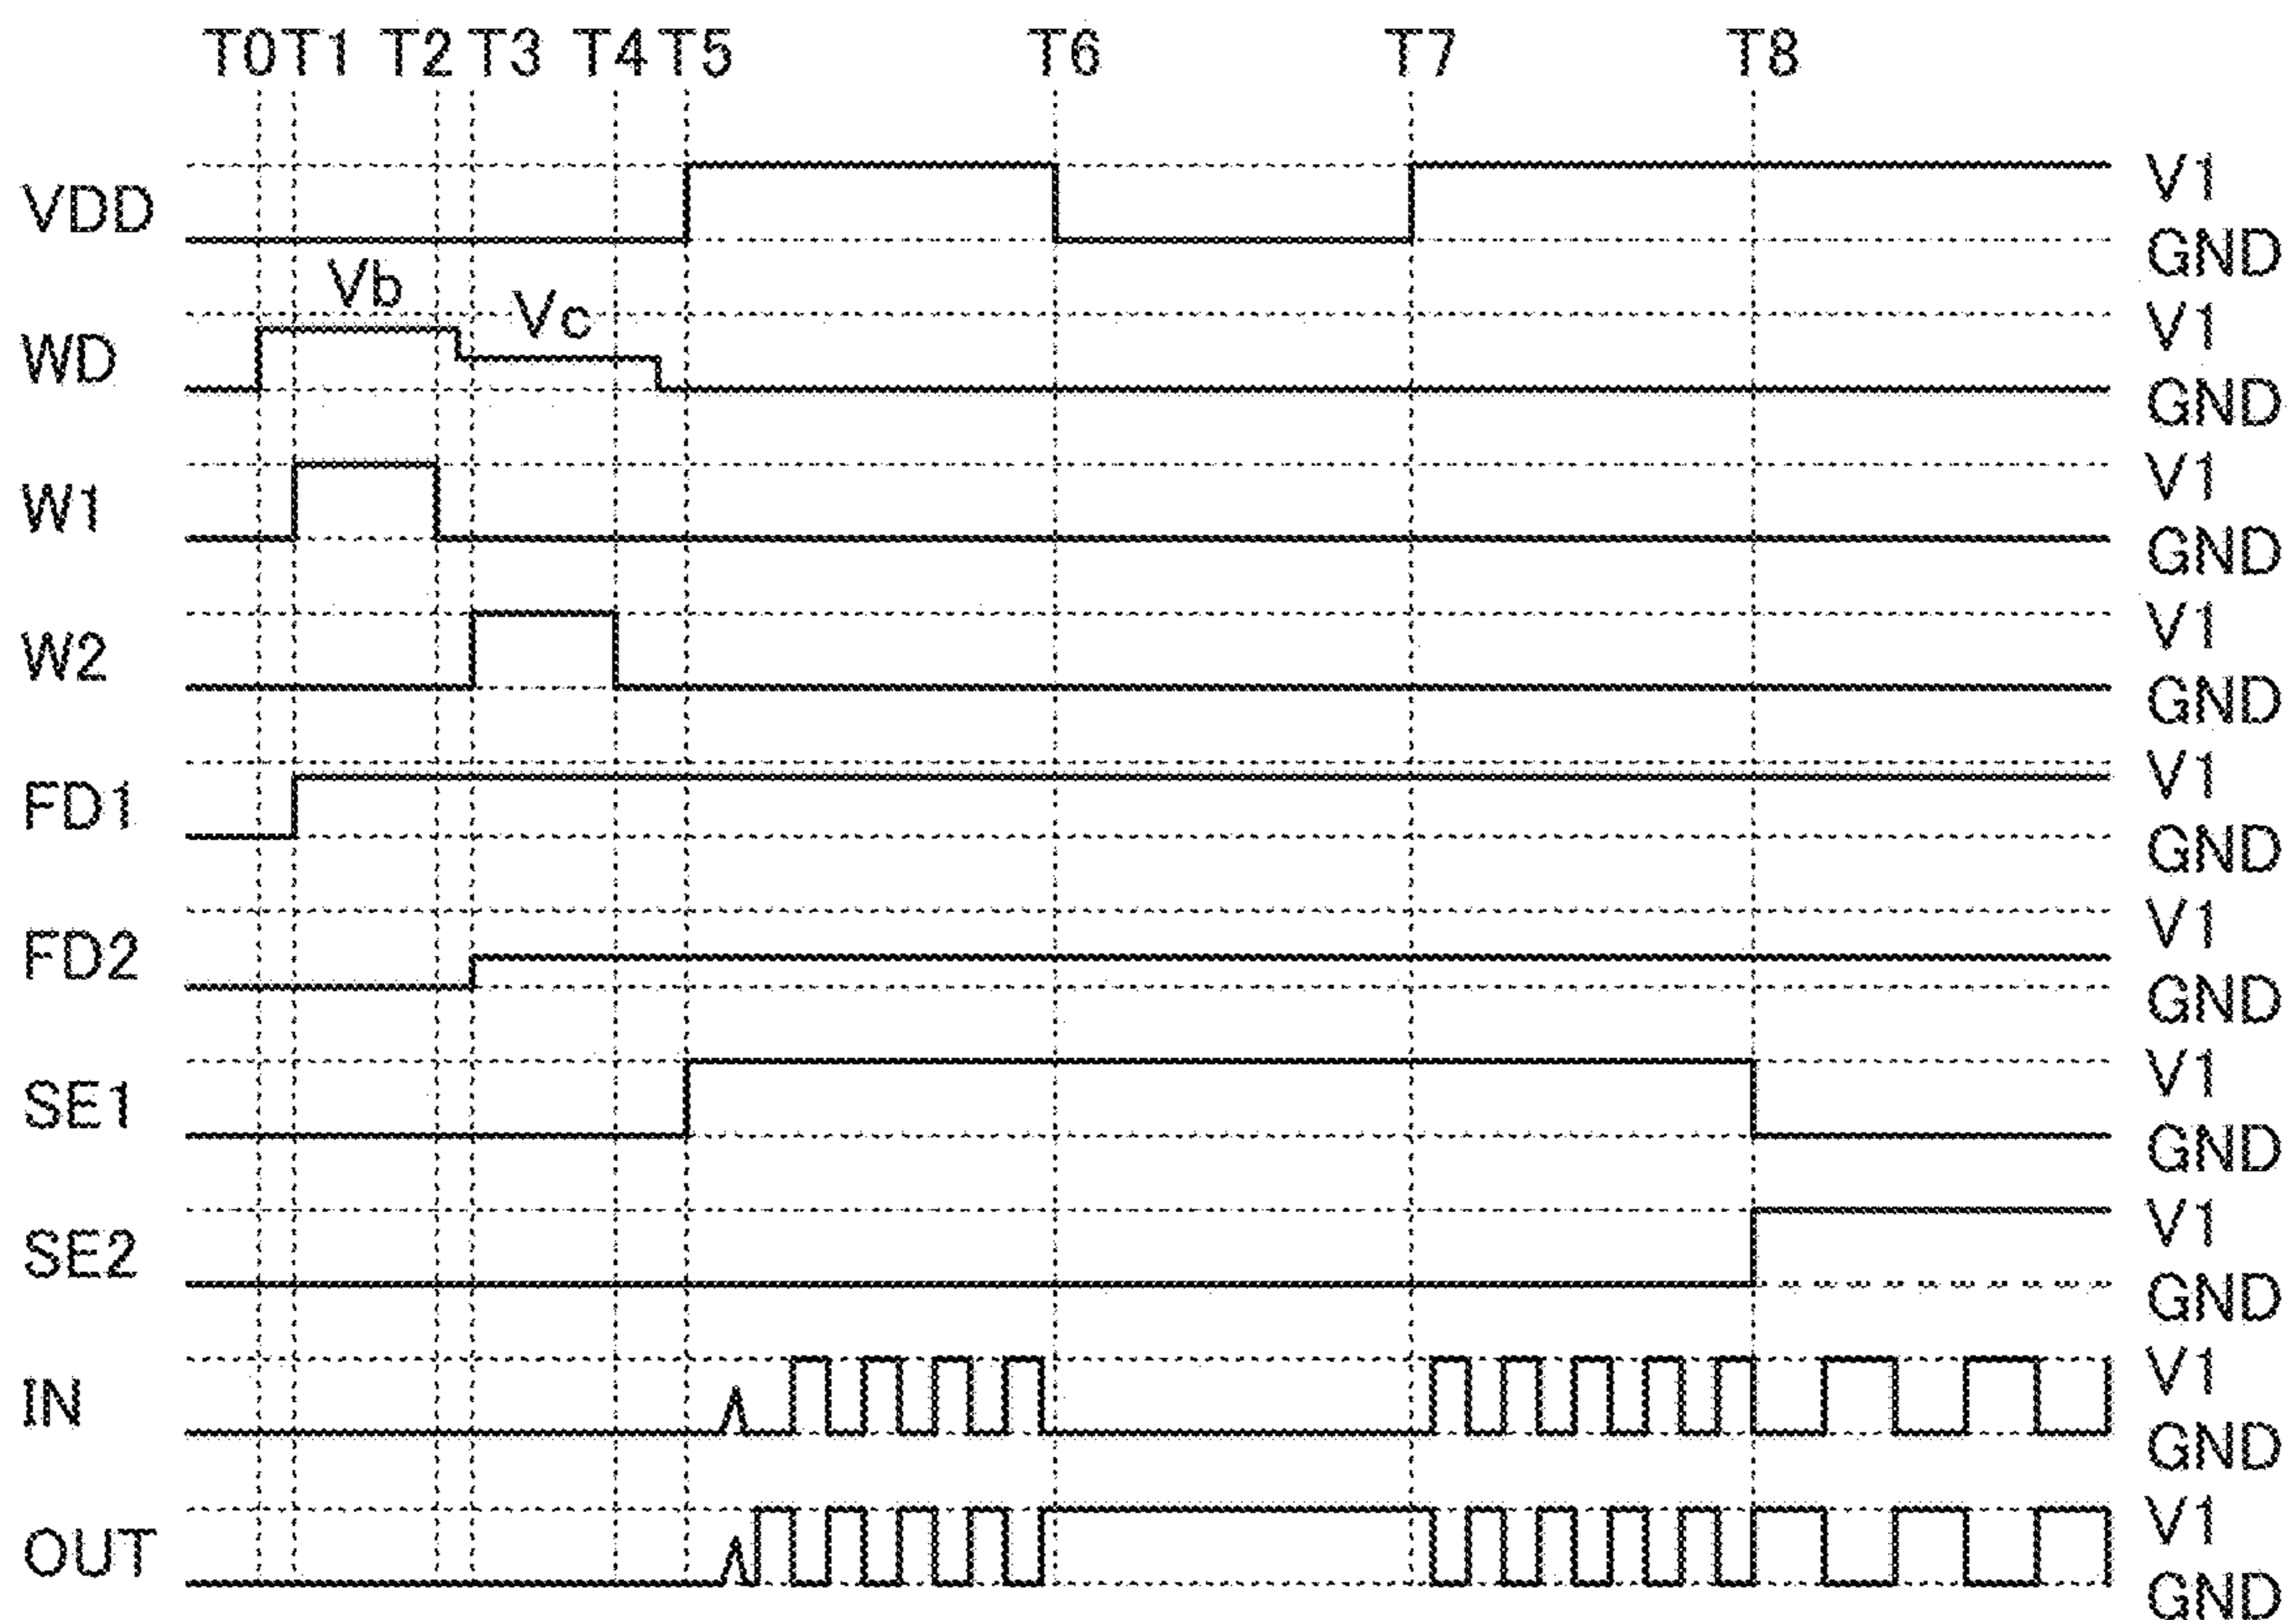 T0 T1 T2 T3 T4 T5 T6 T7 T8
VDD V1
GND
Vb
WD Vc V1
GND
W1 V1
GND
W2 V1
GND
FD1 V1
GND
FD2 V1
GND
SE1 V1
GND
SE2 V1
GND
IN V1
GND
OUT V1
GND